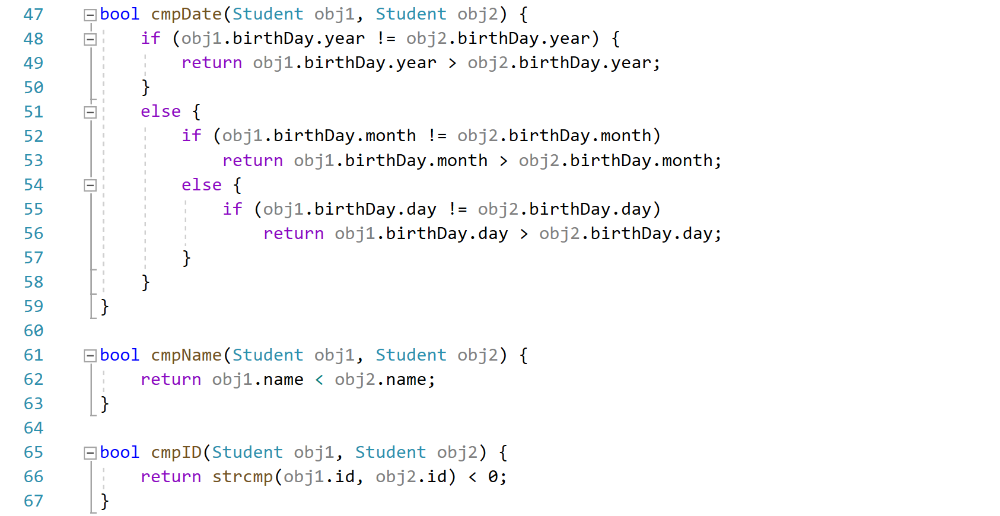 47 bool cmpDate(Student obj1, Student obj2) {
48     if (obj1.birthDay.year != obj2.birthDay.year) {
49         return obj1.birthDay.year > obj2.birthDay.year;
50     }
51     else {
52         if (obj1.birthDay.month != obj2.birthDay.month)
53             return obj1.birthDay.month > obj2.birthDay.month;
54         else {
55             if (obj1.birthDay.day != obj2.birthDay.day)
56                 return obj1.birthDay.day > obj2.birthDay.day;
57         }
58     }
59 }
60
61 bool cmpName(Student obj1, Student obj2) {
62     return obj1.name < obj2.name;
63 }
64
65 bool cmpID(Student obj1, Student obj2) {
66     return strcmp(obj1.id, obj2.id) < 0;
67 }